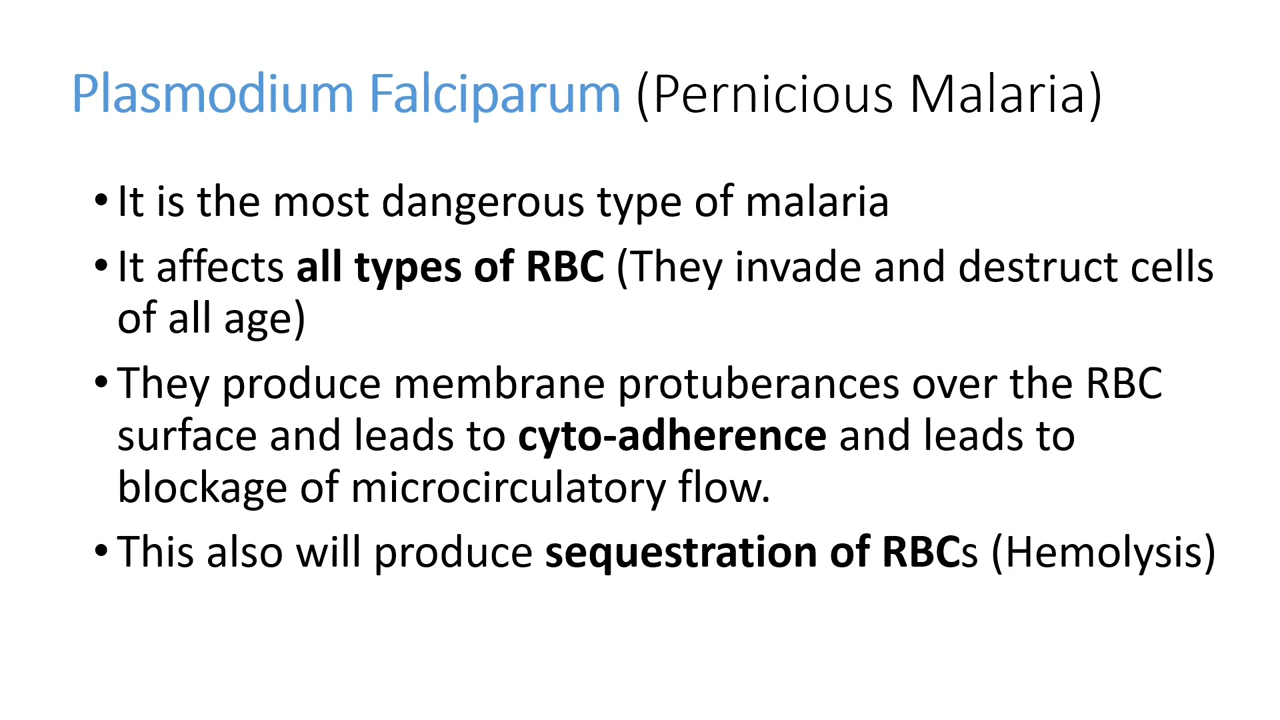 Plasmodium Falciparum (Pernicious Malaria)
• It is the most dangerous type of malaria
• It affects all types of RBC (They invade and destruct cells
of all age)
• They produce membrane protuberances over the RBC
surface and leads to cyto-adherence and leads to
blockage of microcirculatory flow.
• This also will produce sequestration of RBCs (Hemolysis)